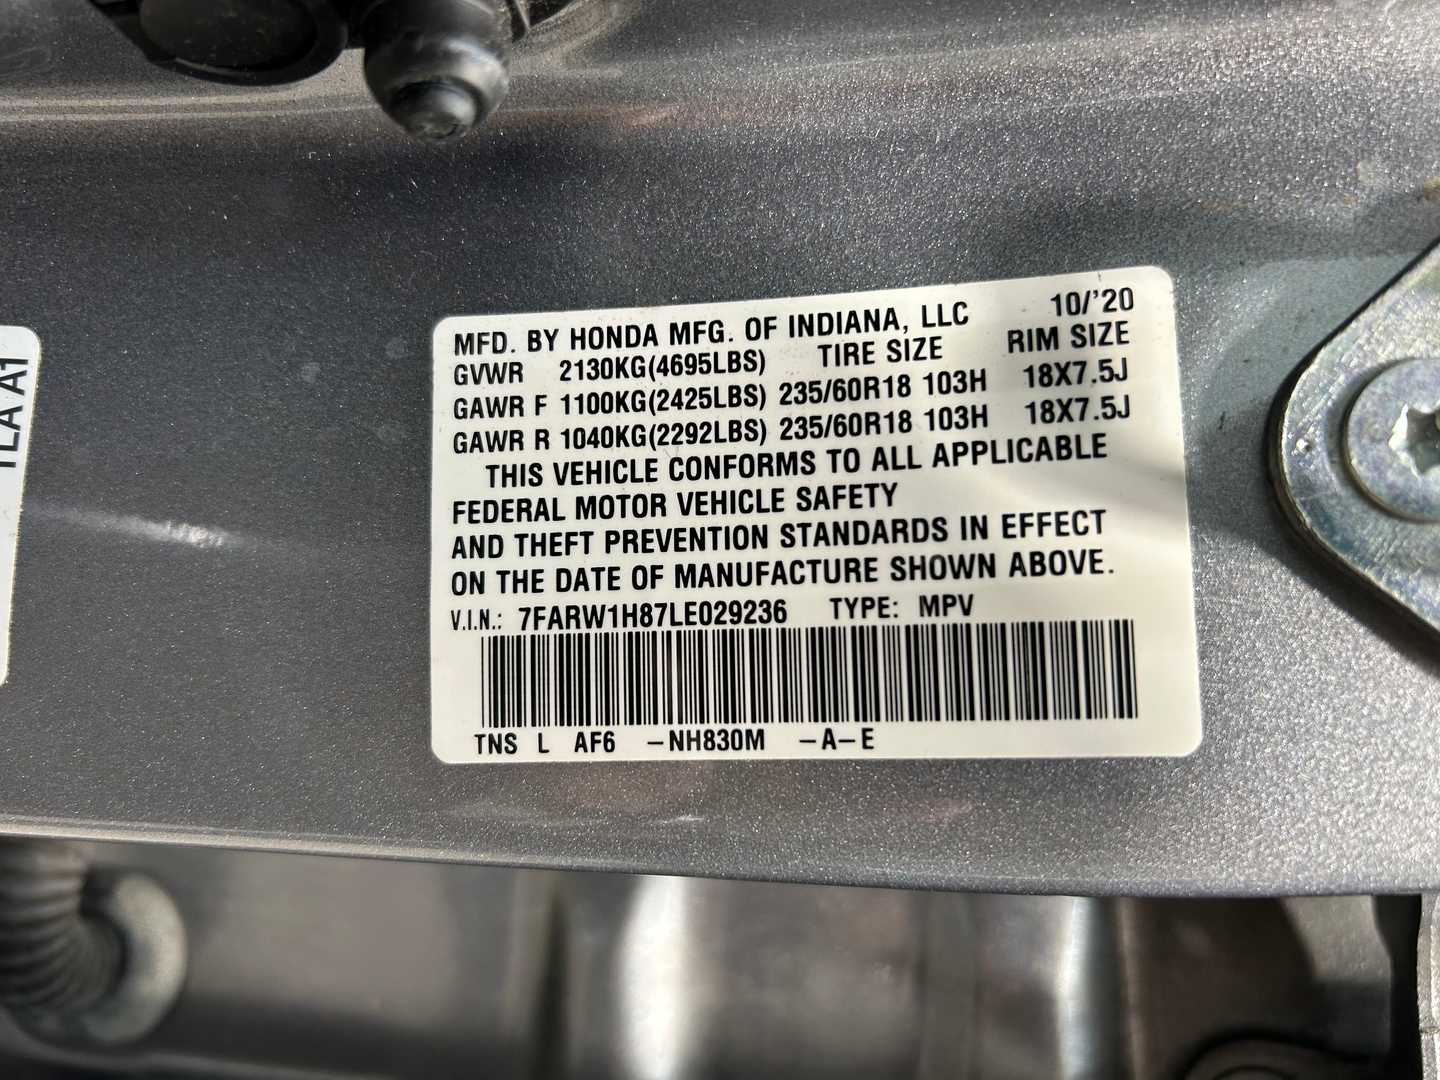 MFD. BY HONDA MFG. OF INDIANA, LLC 10/'20
GVWR 2130KG(4695LBS) TIRE SIZE RIM SIZE
GAWR F 1100KG(2425LBS) 235/60R18 103H 18X7.5J
GAWR R 1040KG(2292LBS) 235/60R18 103H 18X7.5J
THIS VEHICLE CONFORMS TO ALL APPLICABLE
FEDERAL MOTOR VEHICLE SAFETY
AND THEFT PREVENTION STANDARDS IN EFFECT
ON THE DATE OF MANUFACTURE SHOWN ABOVE.
V.I.N.: 7FARW1H87LE029236 TYPE: MPV
TNS L AF6 -NH830M -A-E
TLA A1